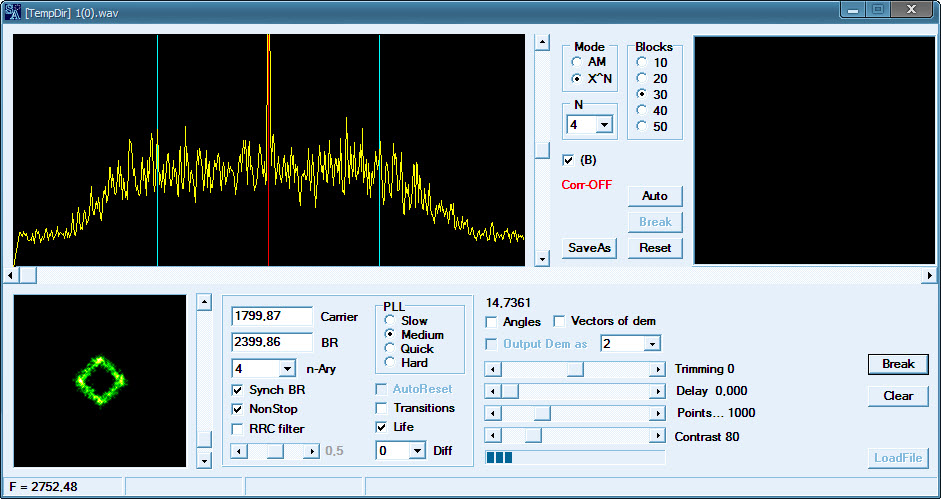 SA [TempDir] 1(0).wav
Mode
AM
X^N
Blocks
10
20
30
40
50
N
4
(B)
Corr-OFF
Auto
Break
SaveAs
Reset
1799,87 Carrier
2399,86 BR
4 n-Ary
Synch BR
NonStop
RRC filter
0,5
PLL
Slow
Medium
Quick
Hard
AutoReset
Transitions
Life
0 Diff
14,7361
Angles Vectors of dem
Output Dem as 2
Trimming 0
Delay 0,000
Points... 1000
Contrast 80
Break
Clear
LoadFile
F = 2752,48